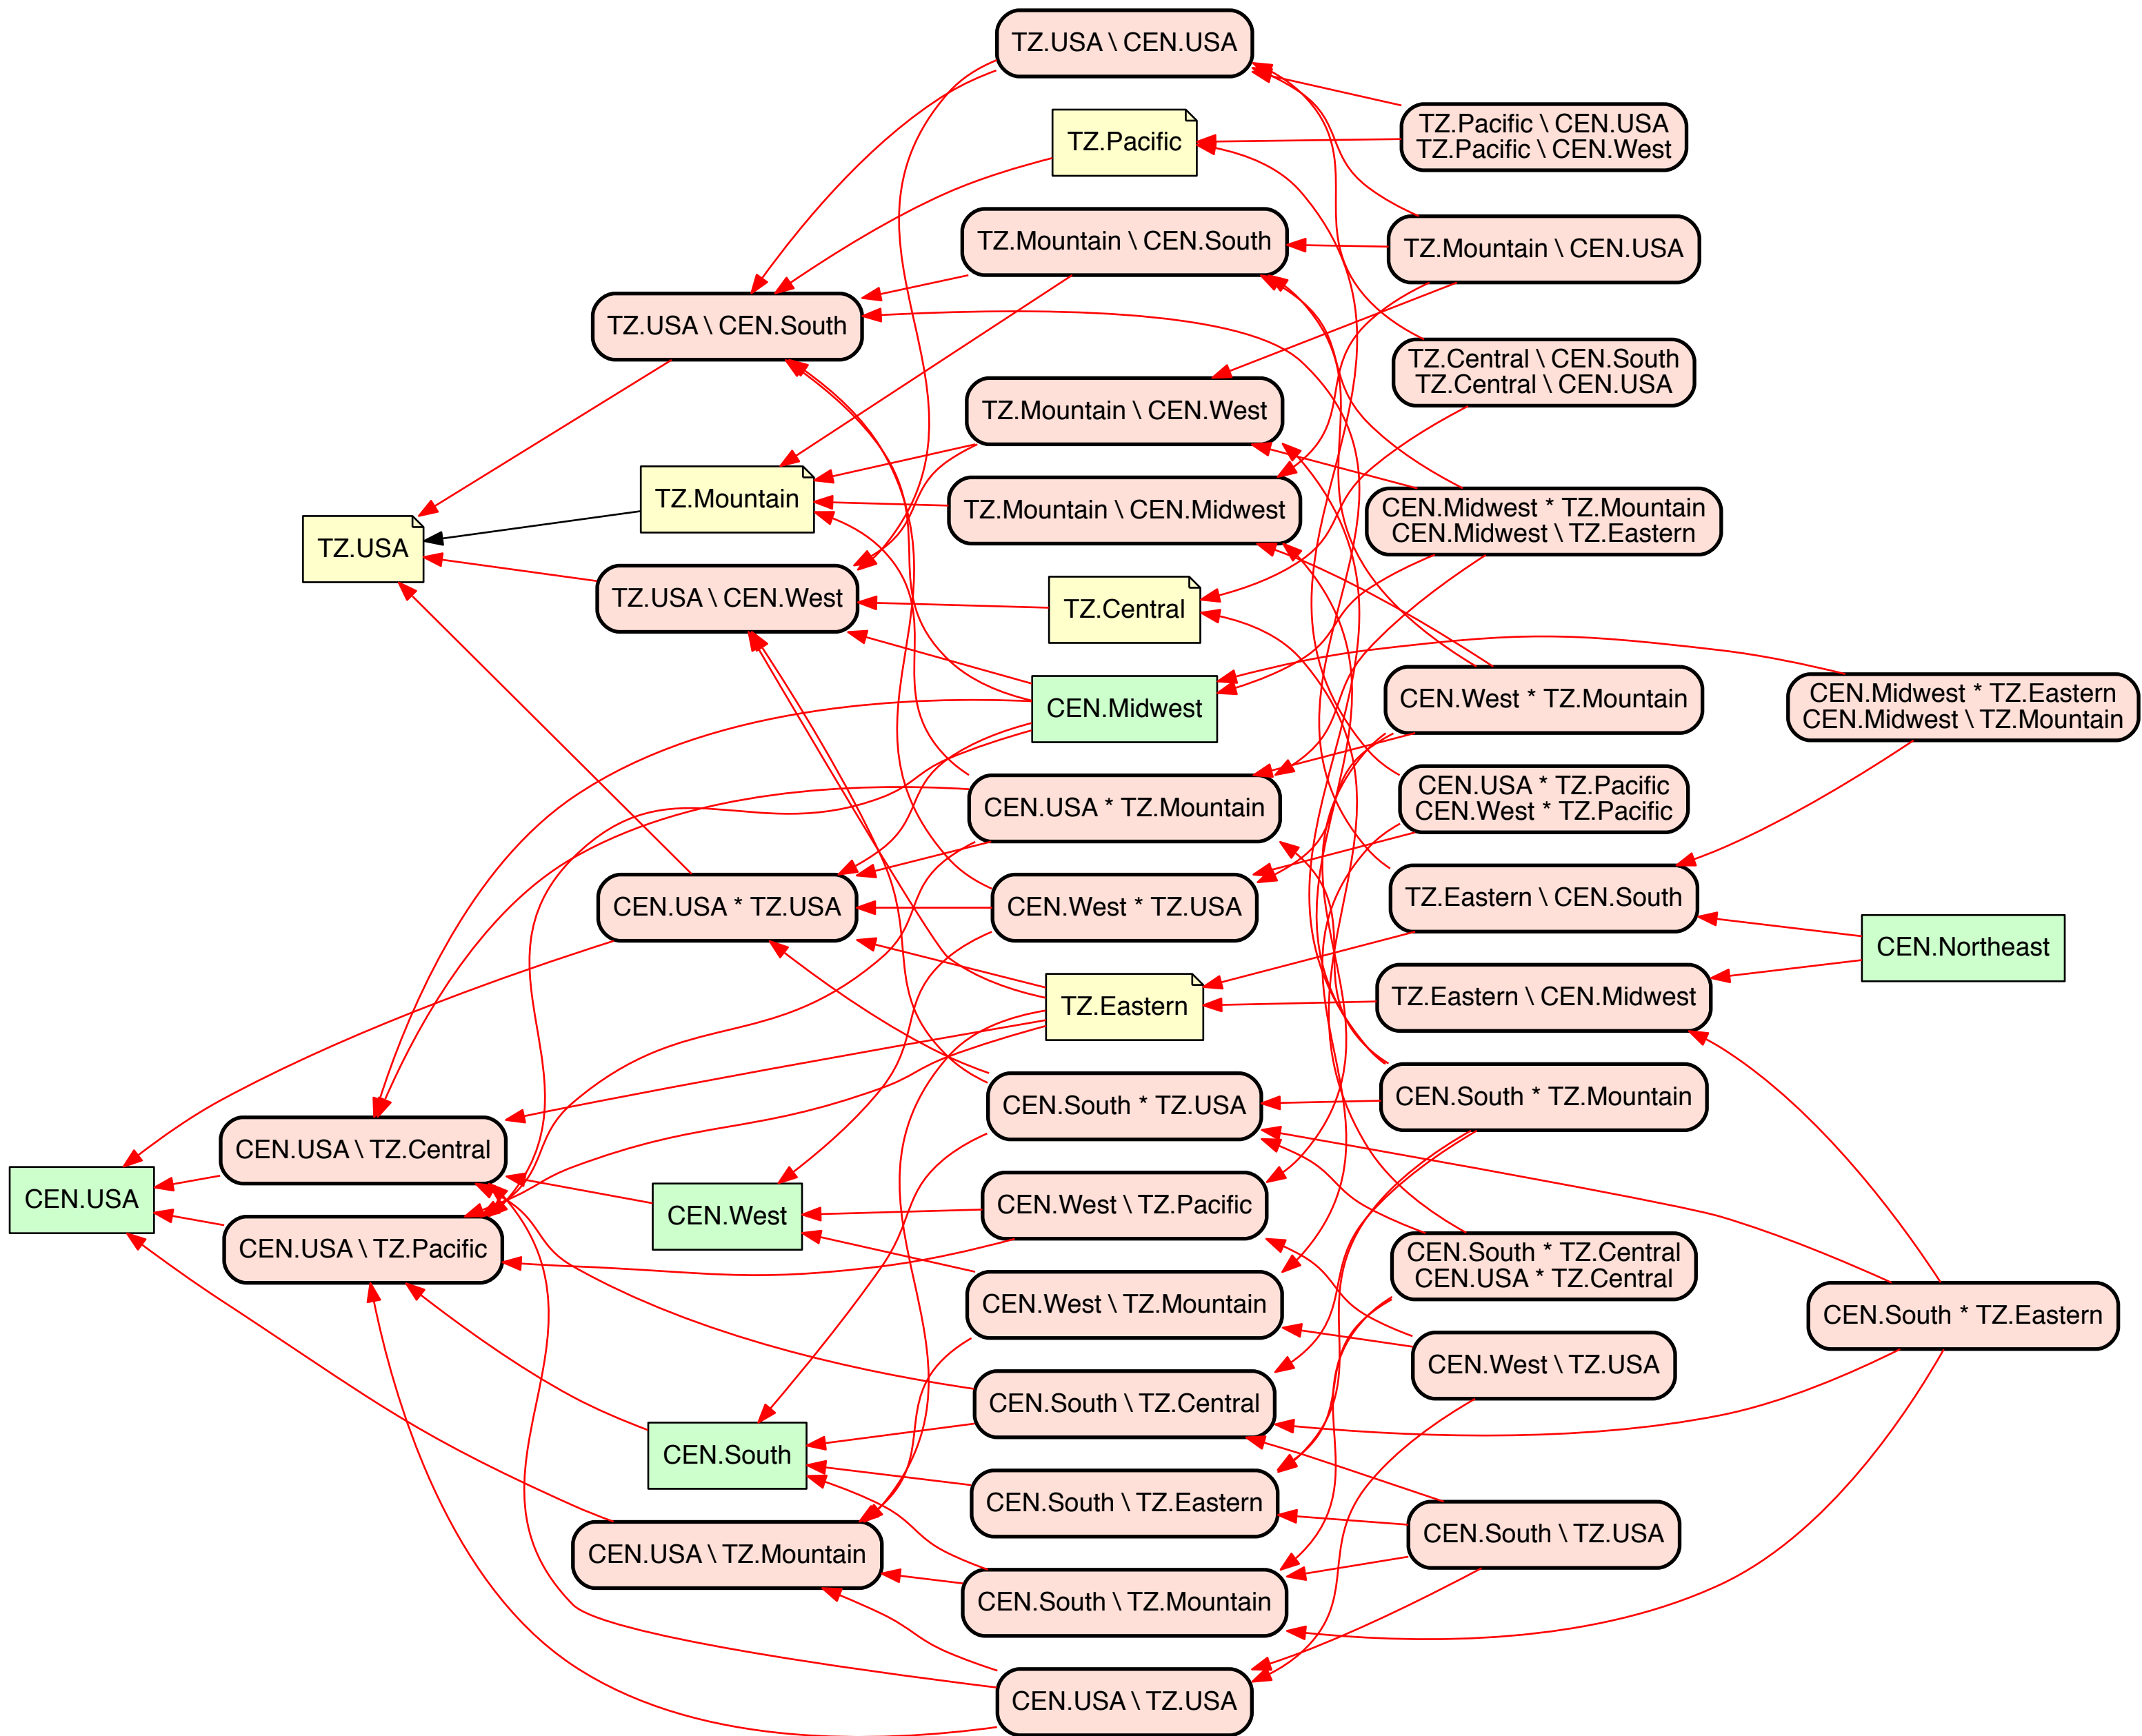 TZ.USA \ CEN.USA
TZ.Pacific \ CEN.USA
TZ.Pacific \ CEN.West
TZ.Pacific
TZ.Mountain \ CEN.South
TZ.Mountain \ CEN.USA
TZ.USA \ CEN.South
TZ.Central \ CEN.South
TZ.Central \ CEN.USA
TZ.Mountain \ CEN.West
TZ.Mountain
TZ.Mountain \ CEN.Midwest
CEN.Midwest * TZ.Mountain
CEN.Midwest \ TZ.Eastern
TZ.USA
TZ.USA \ CEN.West
TZ.Central
CEN.Midwest
CEN.West * TZ.Mountain
CEN.Midwest * TZ.Eastern
CEN.Midwest \ TZ.Mountain
CEN.USA * TZ.Mountain
CEN.USA * TZ.Pacific
CEN.West * TZ.Pacific
CEN.USA * TZ.USA
CEN.West * TZ.USA
TZ.Eastern \ CEN.South
CEN.Northeast
TZ.Eastern
TZ.Eastern \ CEN.Midwest
CEN.South * TZ.USA
CEN.South * TZ.Mountain
CEN.USA \ TZ.Central
CEN.USA
CEN.West
CEN.West \ TZ.Pacific
CEN.USA \ TZ.Pacific
CEN.South * TZ.Central
CEN.USA * TZ.Central
CEN.West \ TZ.Mountain
CEN.South * TZ.Eastern
CEN.West \ TZ.USA
CEN.South \ TZ.Central
CEN.South
CEN.South \ TZ.Eastern
CEN.South \ TZ.USA
CEN.USA \ TZ.Mountain
CEN.South \ TZ.Mountain
CEN.USA \ TZ.USA